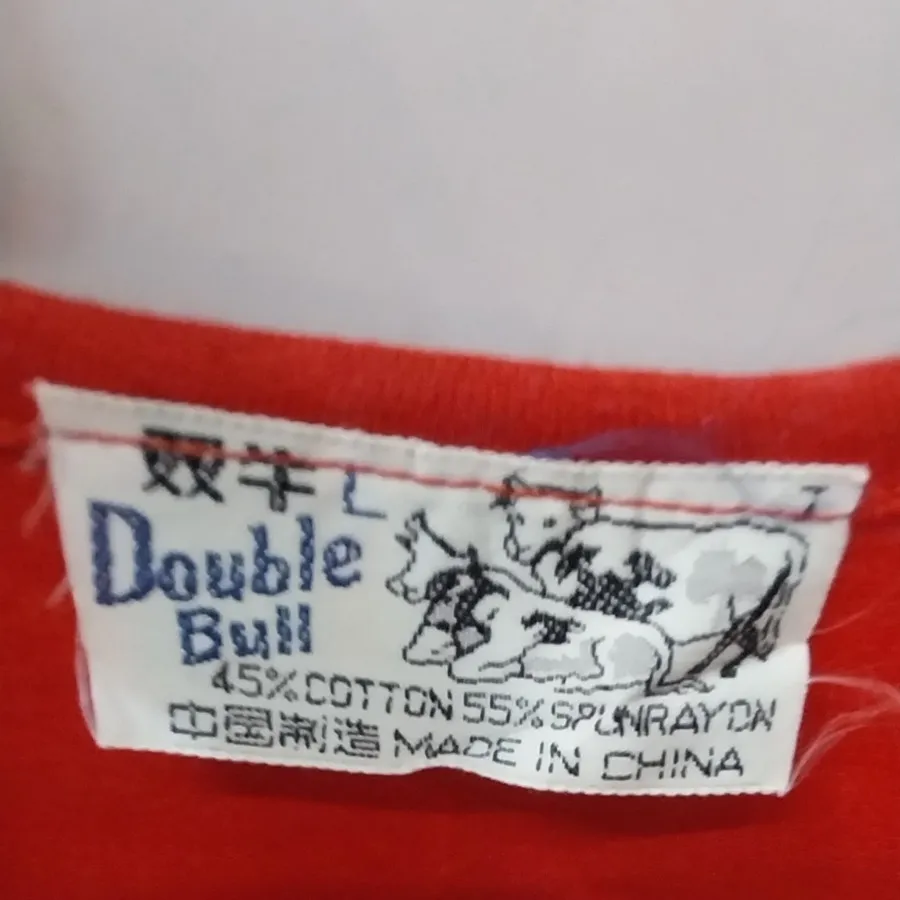 双牛 L
Double
Bull
45% COTTON 55% SPUNRAYON
中国制造 MADE IN CHINA